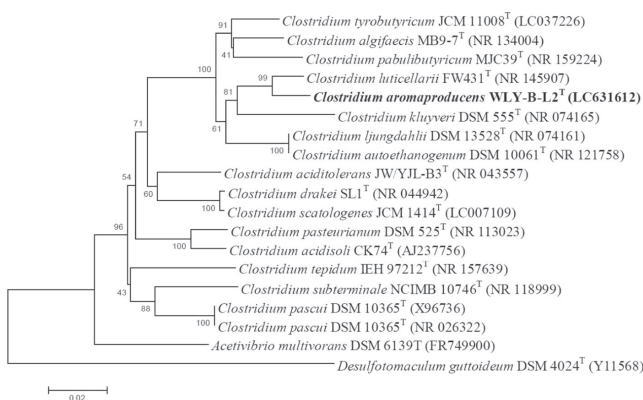 Clostridium tyrobutyricum JCM 11008ᵀ (LC037226)
91
Clostridium algifaecis MB9-7ᵀ (NR 134004)
41
Clostridium pabulibutyricum MJC39ᵀ (NR 159224)
100
99
Clostridium luticellarii FW431ᵀ (NR 145907)
81
Clostridium aromaproducens WLY-B-L2ᵀ (LC631612)
Clostridium kluyveri DSM 555ᵀ (NR 074165)
71
61
Clostridium ljungdahlii DSM 13528ᵀ (NR 074161)
100
Clostridium autoethanogenum DSM 10061ᵀ (NR 121758)
54
Clostridium aciditolerans JW/YJL-B3ᵀ (NR 043557)
60
Clostridium drakei SL1ᵀ (NR 044942)
100
Clostridium scatologenes JCM 1414ᵀ (LC007109)
96
Clostridium pasteurianum DSM 525ᵀ (NR 113023)
100
Clostridium acidisoli CK74ᵀ (AJ237756)
Clostridium tepidum IEH 97212ᵀ (NR 157639)
43
Clostridium subterminale NCIMB 10746ᵀ (NR 118999)
88
Clostridium pascui DSM 10365ᵀ (X96736)
100
Clostridium pascui DSM 10365ᵀ (NR 026322)
Acetivibrio multivorans DSM 6139T (FR749900)
Desulfotomaculum guttoideum DSM 4024ᵀ (Y11568)
0.02